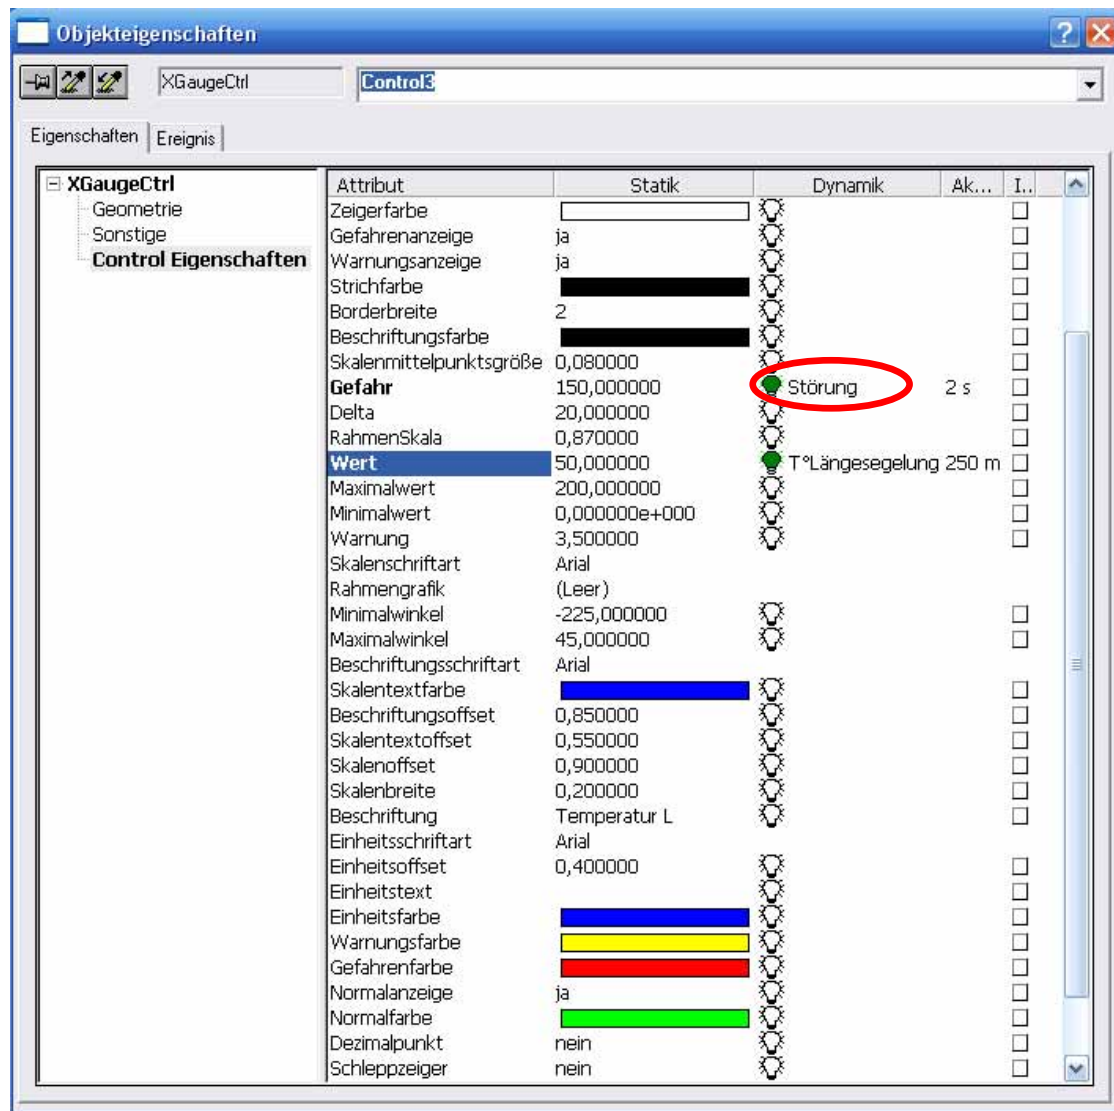 Objekteigenschaften
XGaugeCtrl Control3
Eigenschaften Ereignis
XGaugeCtrl
Geometrie
Sonstige
Control Eigenschaften
Attribut Statik Dynamik Ak... I..
Zeigerfarbe
Gefahrenanzeige ja
Warnungsanzeige ja
Strichfarbe
Borderbreite 2
Beschriftungsfarbe
Skalenmittelpunktsgröße 0,080000
Gefahr 150,000000 Störung 2 s
Delta 20,000000
RahmenSkala 0,870000
Wert 50,000000 T°Längesegelung 250 m
Maximalwert 200,000000
Minimalwert 0,000000e+000
Warnung 3,500000
Skalenschriftart Arial
Rahmengrafik (Leer)
Minimalwinkel -225,000000
Maximalwinkel 45,000000
Beschriftungsschriftart Arial
Skalentextfarbe
Beschriftungsoffset 0,850000
Skalentextoffset 0,550000
Skalenoffset 0,900000
Skalenbreite 0,200000
Beschriftung Temperatur L
Einheitsschriftart Arial
Einheitsoffset 0,400000
Einheitstext
Einheitsfarbe
Warnungsfarbe
Gefahrenfarbe
Normalanzeige ja
Normalfarbe
Dezimalpunkt nein
Schleppzeiger nein